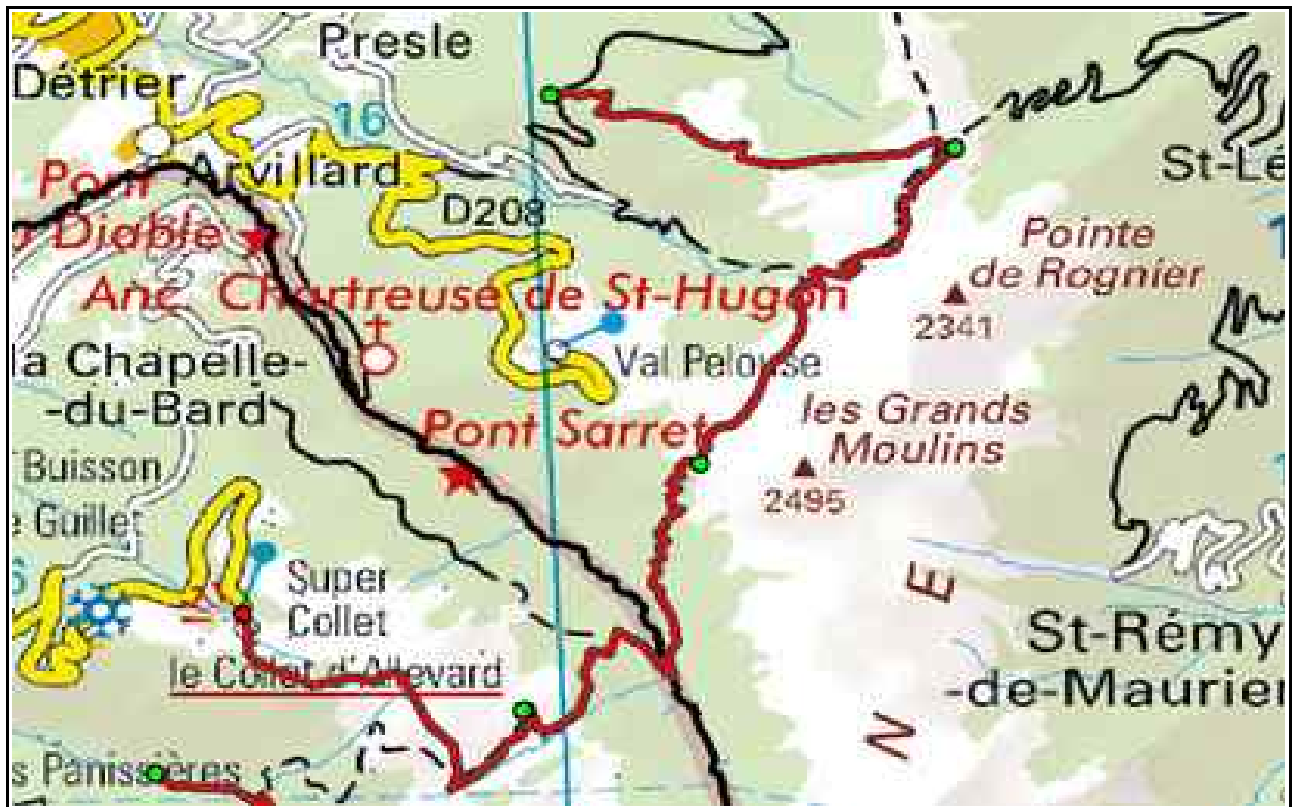 Presle
Détrier
16
Arvillard
Pont
Diable
D208
St-Lé
Pointe
de Rognier
2341
Anc. Chartreuse de St-Hugon
Val Pelouse
la Chapelle-
-du-Bard
les Grands
Moulins
2495
Pont Sarret
Buisson
Guillet
Super
Collet
le Collet d'Allevard
E
N
St-Rémy
-de-Maurien
s Panissières